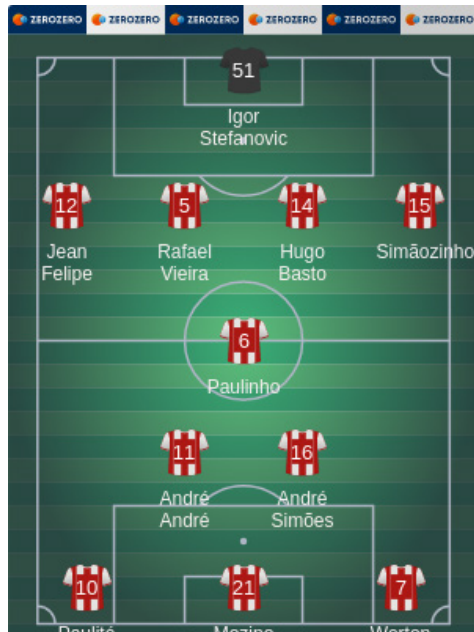 ZEROZERO ZEROZERO ZEROZERO ZEROZERO ZEROZERO ZEROZERO
51
Igor
Stefanovic
12 5 14 15
Jean Rafael Hugo Simãozinho
Felipe Vieira Basto
6
Paulinho
11 16
André André
André Simões
10 21 7